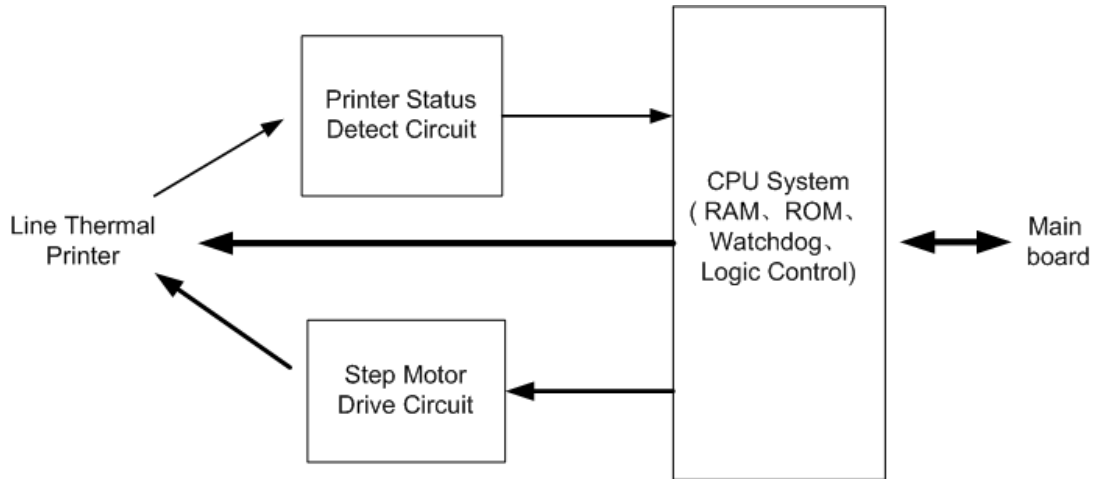 Printer Status
Detect Circuit
Line Thermal
Printer
Step Motor
Drive Circuit
CPU System
( RAM、ROM、
Watchdog、
Logic Control)
Main
board